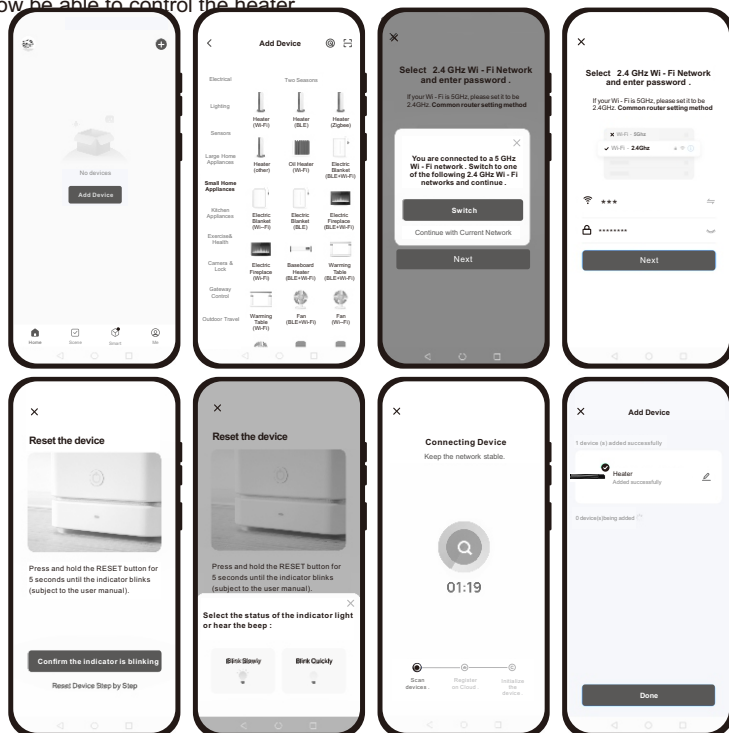 ow be able to control the heater
No devices
Add Device
Home
Scene
Smart
Me
Add Device
Electrical
Two Seasons
Lighting
Sensors
Large Home
Appliances
Small Home
Appliances
Kitchen
Appliances
Exercise&
Health
Camera &
Lock
Gateway
Control
Outdoor Travel
Heater
(Wi-Fi)
Heater
(BLE)
Heater
(Zigbee)
Heater
(other)
Oil Heater
(Wi-Fi)
Electric
Blanket
(BLE+Wi-Fi)
Electric
Blanket
(Wi--Fi)
Electric
Blanket
(BLE)
Electric
Fireplace
(BLE+Wi-Fi)
Electric
Fireplace
(Wi-Fi)
Baseboard
Heater
(BLE+Wi-Fi)
Warming
Table
(BLE+Wi-Fi)
Warming
Table
(Wi-Fi)
Fan
(BLE+Wi-Fi)
Fan
(Wi--Fi)
Select 2.4 GHz Wi - Fi Network
and enter password .
If your Wi - Fi is 5GHz, please set it to be
2.4GHz. Common router setting method
You are connected to a 5 GHz
Wi - Fi network . Switch to one
of the following 2.4 GHz Wi - Fi
networks and continue .
Switch
Continue with Current Network
Next
Select 2.4 GHz Wi - Fi Network
and enter password .
If your Wi - Fi is 5GHz, please set it to be
2.4GHz. Common router setting method
Wi-Fi - 5Ghz
Wi-Fi - 2.4Ghz
***
********
Next
Reset the device
Press and hold the RESET button for
5 seconds until the indicator blinks
(subject to the user manual).
Confirm the indicator is blinking
Reset Device Step by Step
Reset the device
Press and hold the RESET button for
5 seconds until the indicator blinks
(subject to the user manual).
Select the status of the indicator light
or hear the beep :
Blink Slowly
Blink Quickly
Connecting Device
Keep the network stable.
01:19
Scan
devices .
Register
on Cloud .
Initialize
the
device .
Add Device
1 device (s) added successfully
Heater
Added successfully
0 device(s)being added
Done